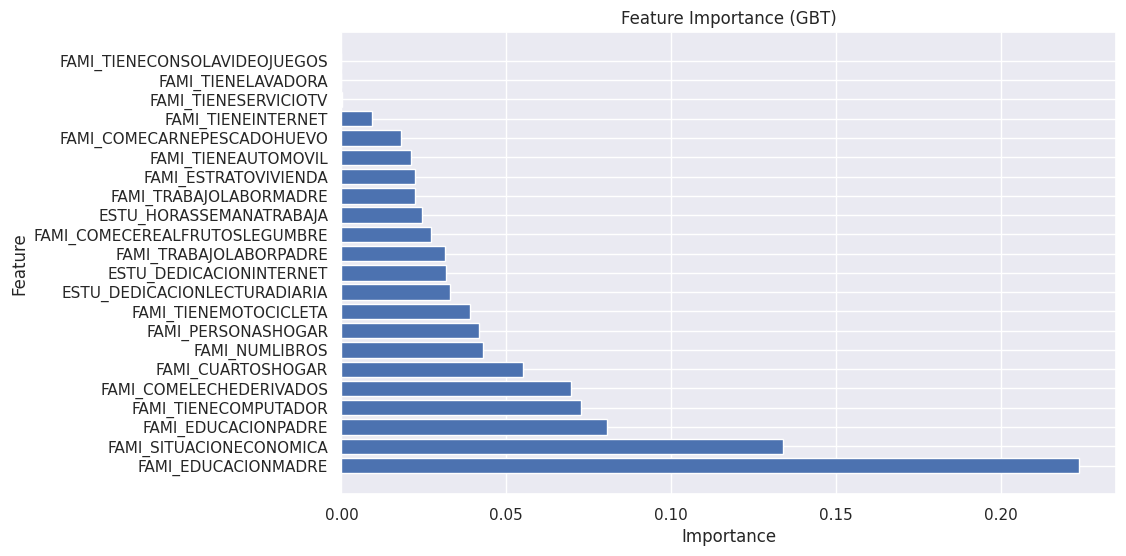 Feature Importance (GBT)
Feature
FAMI_TIENECONSOLAVIDEOJUEGOS
FAMI_TIENELAVADORA
FAMI_TIENESERVICIOTV
FAMI_TIENEINTERNET
FAMI_COMECARNEPESCADOHUEVO
FAMI_TIENEAUTOMOVIL
FAMI_ESTRATOVIVIENDA
FAMI_TRABAJOLABORMADRE
ESTU_HORASSEMANATRABAJA
FAMI_COMECEREALFRUTOSLEGUMBRE
FAMI_TRABAJOLABORPADRE
ESTU_DEDICACIONINTERNET
ESTU_DEDICACIONLECTURADIARIA
FAMI_TIENEMOTOCICLETA
FAMI_PERSONASHOGAR
FAMI_NUMLIBROS
FAMI_CUARTOSHOGAR
FAMI_COMELECHEDERIVADOS
FAMI_TIENECOMPUTADOR
FAMI_EDUCACIONPADRE
FAMI_SITUACIONECONOMICA
FAMI_EDUCACIONMADRE
0.00 0.05 0.10 0.15 0.20
Importance